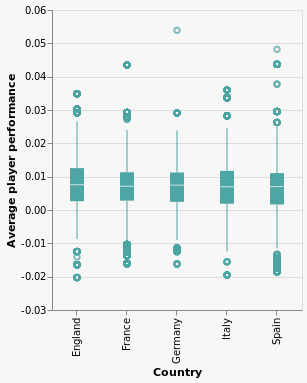 0.06
0.05
0.04
0.03
0.02
0.01
0.00
-0.01
-0.02
-0.03
Average player performance
England
France
Germany
Italy
Spain
Country